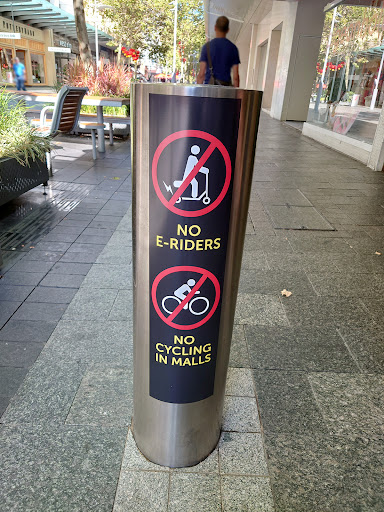 NO
E-RIDERS
NO
CYCLING
IN MALLS